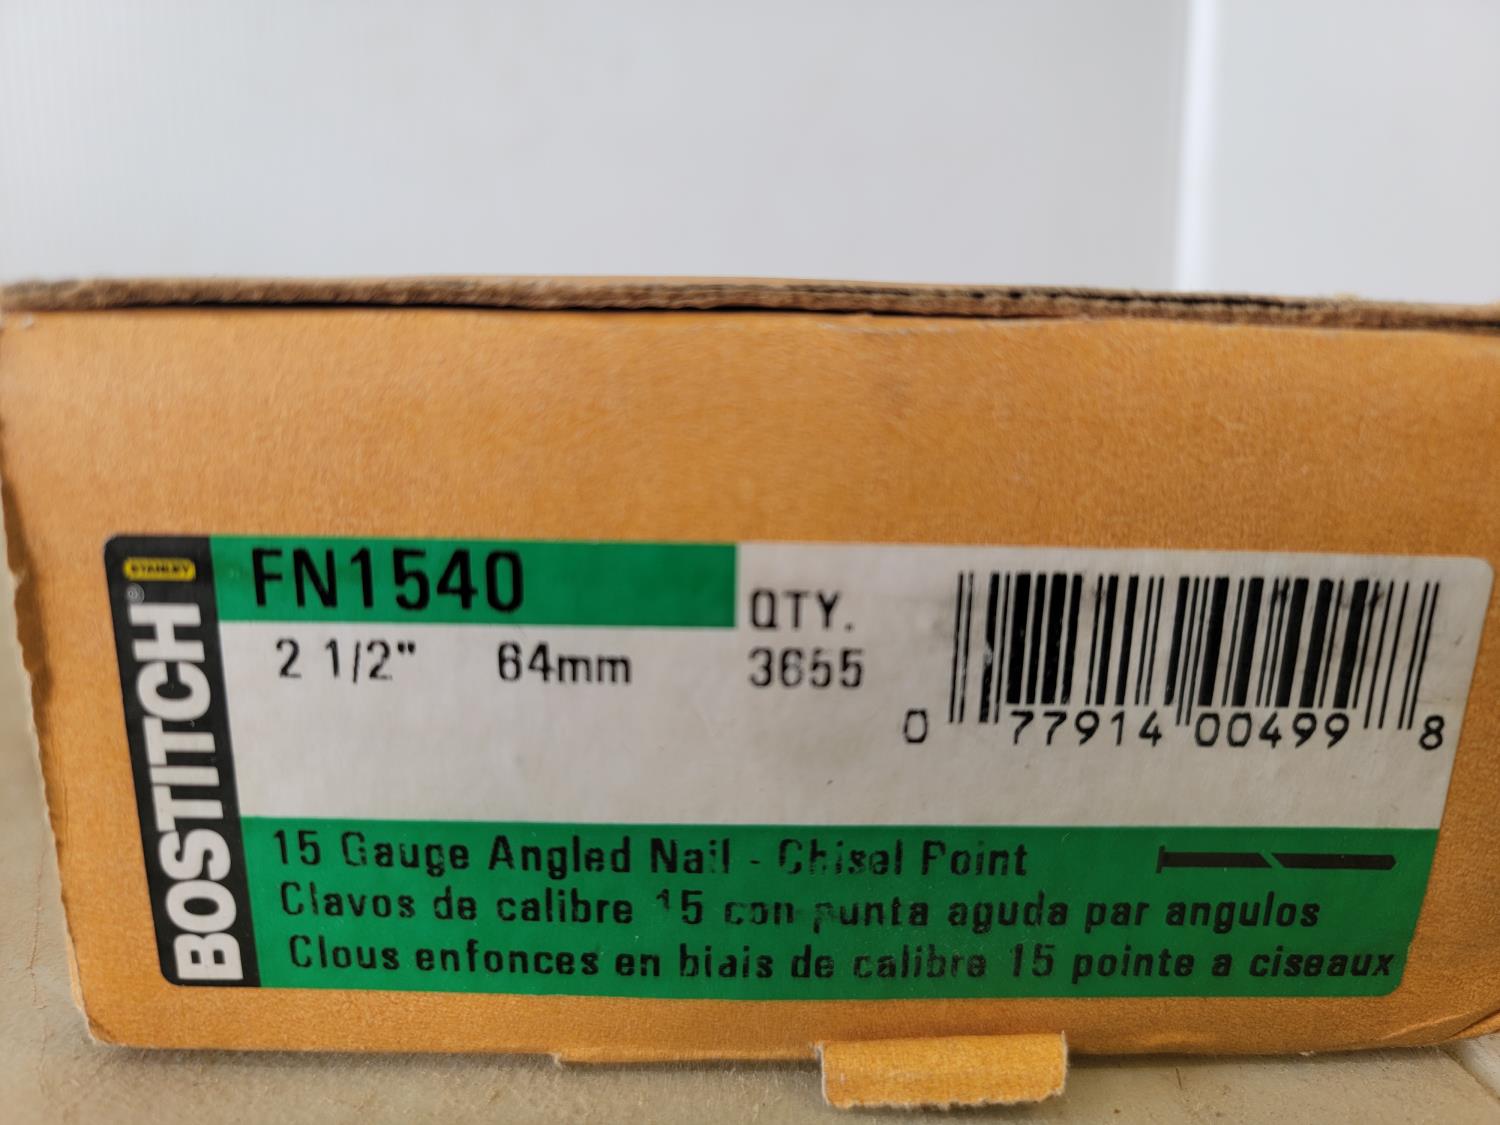 STANLEY
BOSTITCH®
FN1540
2 1/2" 64mm
QTY.
3655
0 77914 00499 8
15 Gauge Angled Nail - Chisel Point
Clavos de calibre 15 con punta aguda par angulos
Clous enfonces en biais de calibre 15 pointe a ciseaux